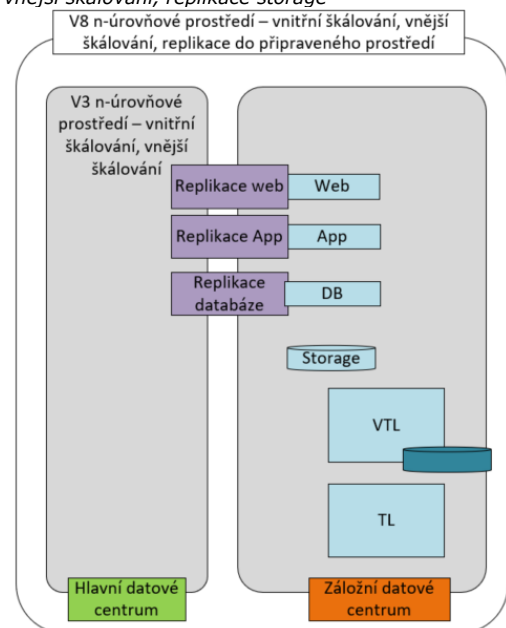 vnější škálování, replikace storage
V8 n-úrovňové prostředí – vnitřní škálování, vnější
škálování, replikace do připraveného prostředí
V3 n-úrovňové
prostředí – vnitřní
škálování, vnější
škálování
Replikace web
Web
Replikace App
App
Replikace
databáze
DB
Storage
VTL
TL
Hlavní datové
centrum
Záložní datové
centrum